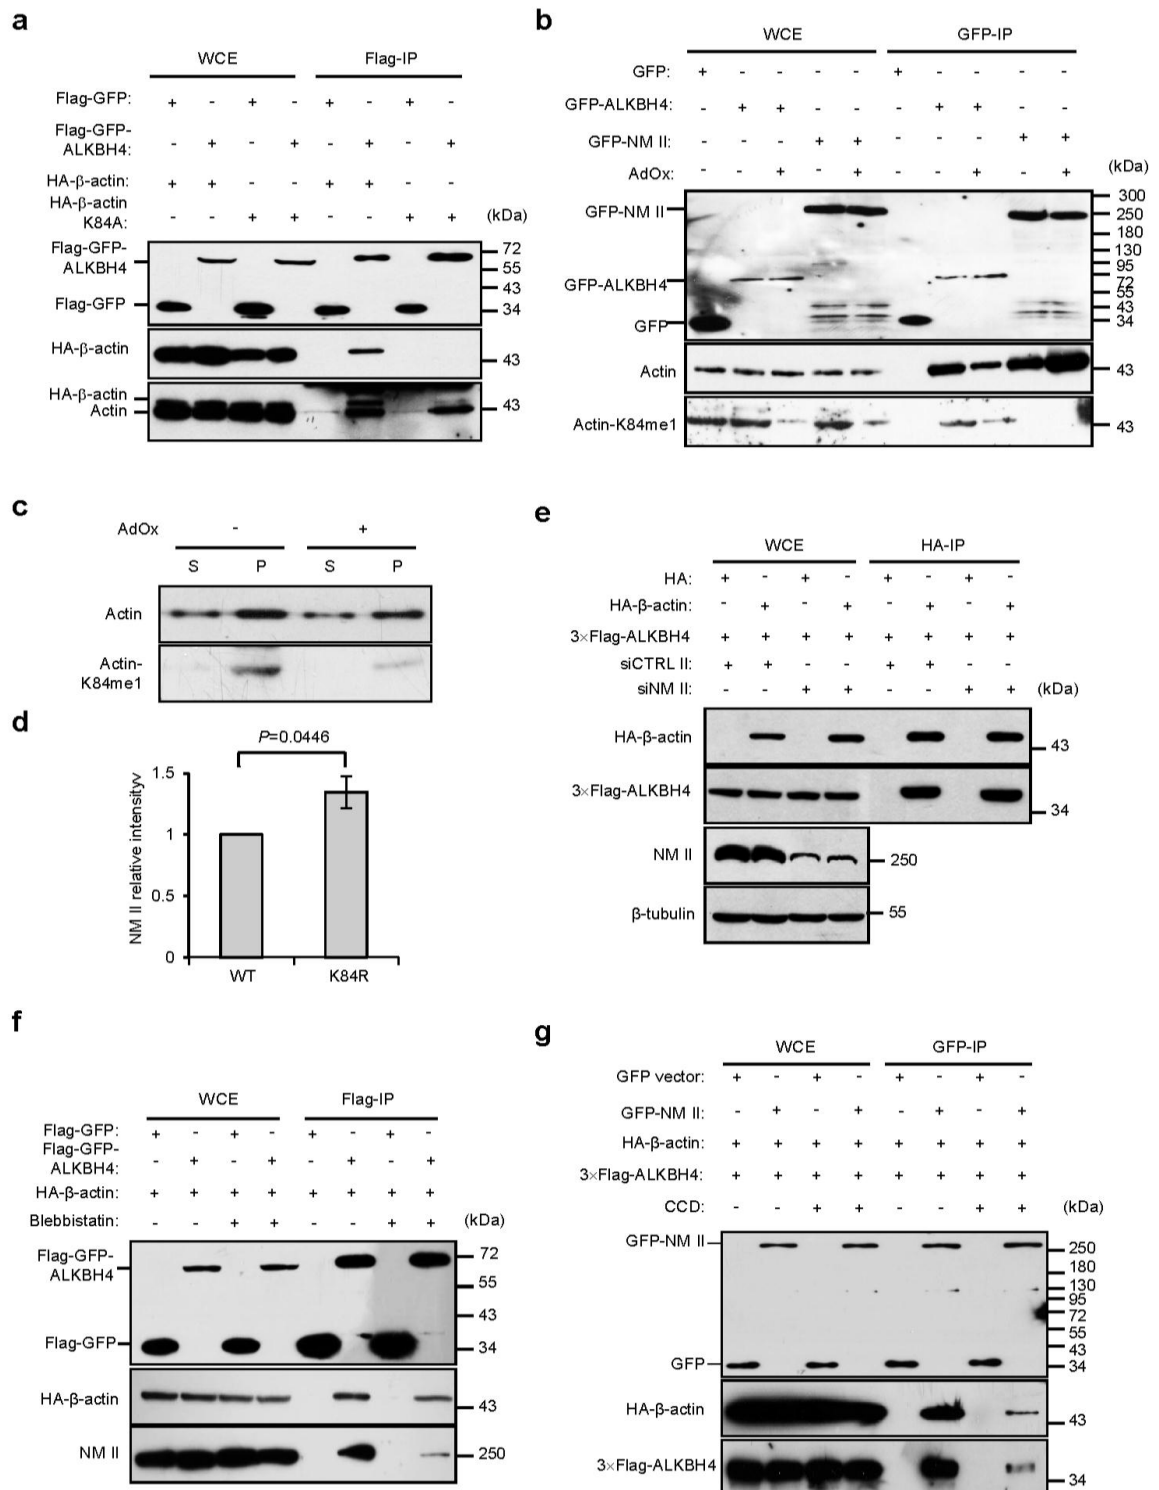 a
WCE Flag-IP
Flag-GFP: + - + - + - + -
Flag-GFP-
ALKBH4: - + - + - + - +
HA-β-actin: + + - - + + - -
HA-β-actin
K84A: - - + + - - + + (kDa)
Flag-GFP-
ALKBH4
72
55
43
Flag-GFP
34
HA-β-actin
43
HA-β-actin
Actin
43
b
WCE GFP-IP
GFP: + - - - - + - - - -
GFP-ALKBH4: - + + - - - + + - -
GFP-NM II: - - - + + - - - + +
AdOx: - - + - + - - + - + (kDa)
GFP-NM II
300
250
180
130
95
GFP-ALKBH4
72
55
43
GFP
34
Actin
43
Actin-K84me1
43
c
AdOx - +
S P S P
Actin
Actin-
K84me1
d
P=0.0446
NM II relative intensityv
1.5
1
0.5
0
WT K84R
e
WCE HA-IP
HA: + - + - + - + -
HA-β-actin: - + - + - + - +
3×Flag-ALKBH4 + + + + + + + +
siCTRL II: + + - - + + - -
siNM II: - - + + - - + + (kDa)
HA-β-actin
43
3×Flag-ALKBH4
34
NM II
250
β-tubulin
55
f
WCE Flag-IP
Flag-GFP: + - + - + - + -
Flag-GFP-
ALKBH4: - + - + - + - +
HA-β-actin: + + + + + + + +
Blebbistatin: - - + + - - + + (kDa)
Flag-GFP-
ALKBH4
72
55
43
Flag-GFP
34
HA-β-actin
43
NM II
250
g
WCE GFP-IP
GFP vector: + - + - + - + -
GFP-NM II: - + - + - + - +
HA-β-actin: + + + + + + + +
3×Flag-ALKBH4: + + + + + + + +
CCD: - - + + - - + + (kDa)
GFP-NM II
250
180
130
95
72
55
43
GFP
34
HA-β-actin
43
3×Flag-ALKBH4
34